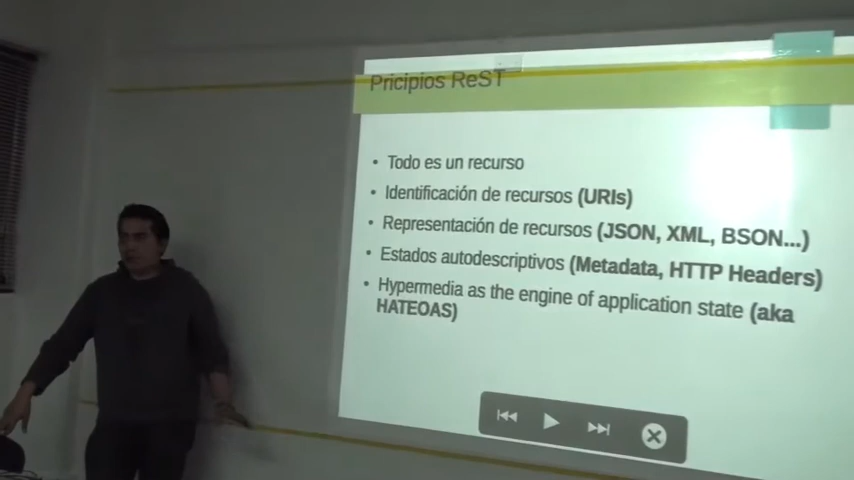 Pricipios ReST
• Todo es un recurso
• Identificación de recursos (URIs)
• Representación de recursos (JSON, XML, BSON...)
• Estados autodescriptivos (Metadata, HTTP Headers)
• Hypermedia as the engine of application state (aka
HATEOAS)